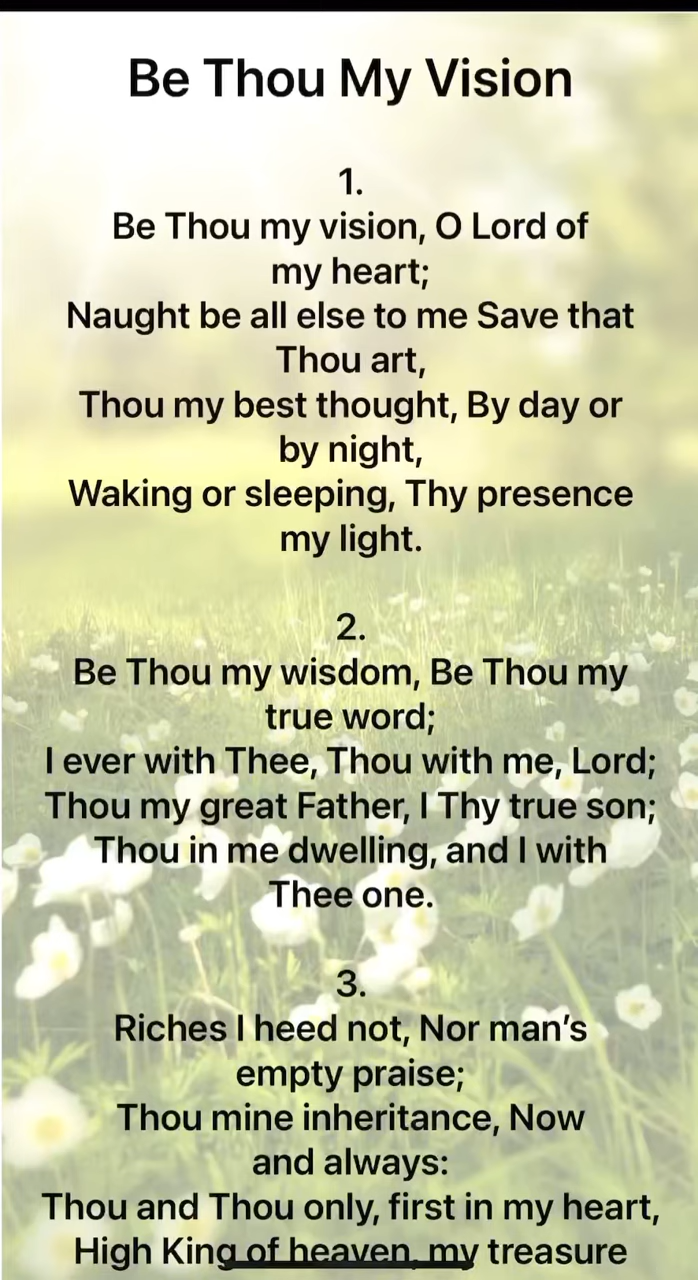 Be Thou My Vision
1.
Be Thou my vision, O Lord of
my heart;
Naught be all else to me Save that
Thou art,
Thou my best thought, By day or
by night,
Waking or sleeping, Thy presence
my light.
2.
Be Thou my wisdom, Be Thou my
true word;
I ever with Thee, Thou with me, Lord;
Thou my great Father, I Thy true son;
Thou in me dwelling, and I with
Thee one.
3.
Riches I heed not, Nor man’s
empty praise;
Thou mine inheritance, Now
and always:
Thou and Thou only, first in my heart,
High King of heaven, my treasure